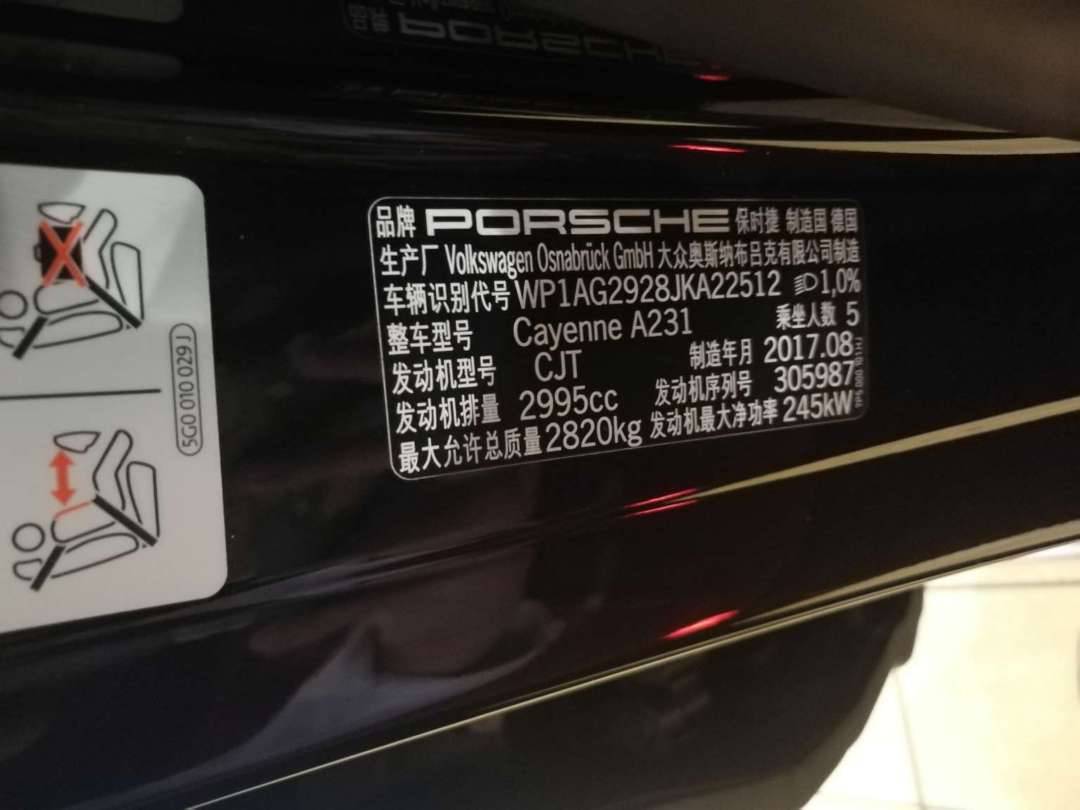 品牌 PORSCHE 保时捷 制造国 德国
生产厂 Volkswagen Osnabrück GmbH 大众奥斯纳布吕克有限公司制造
车辆识别代号 WP1AG2928JKA22512 1,0%
整车型号 Cayenne A231 乘坐人数 5
发动机型号 CJT 制造年月 2017.08
发动机排量 2995cc 发动机序列号 305987
最大允许总质量 2820kg 发动机最大净功率 245kW
5G0 010 029 J